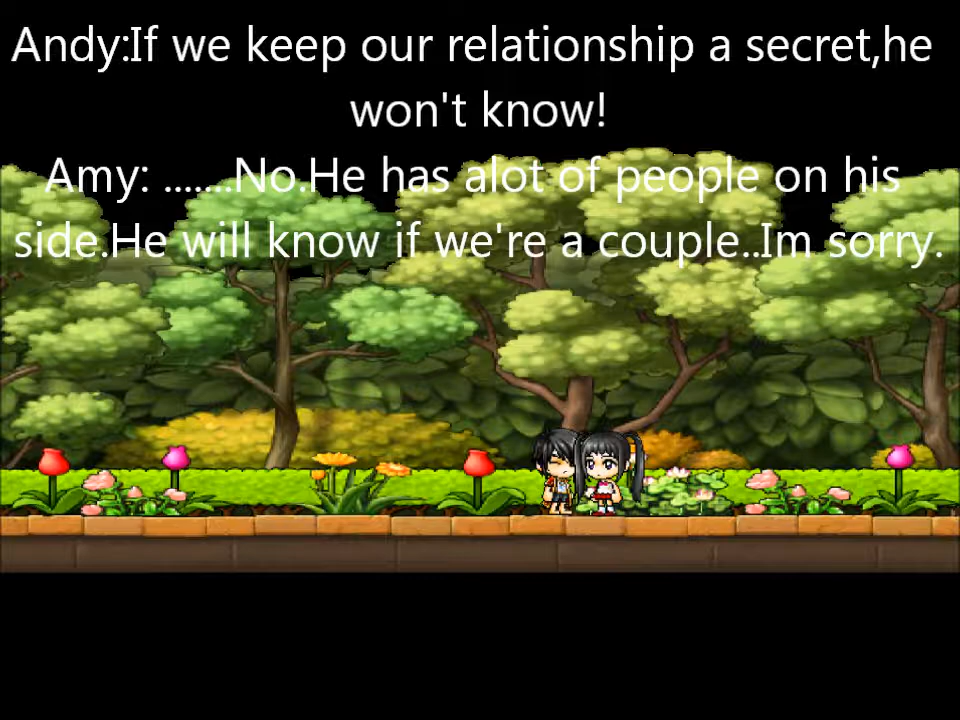 Andy:If we keep our relationship a secret,he
won't know!
Amy: .......No.He has alot of people on his
side.He will know if we're a couple..Im sorry.